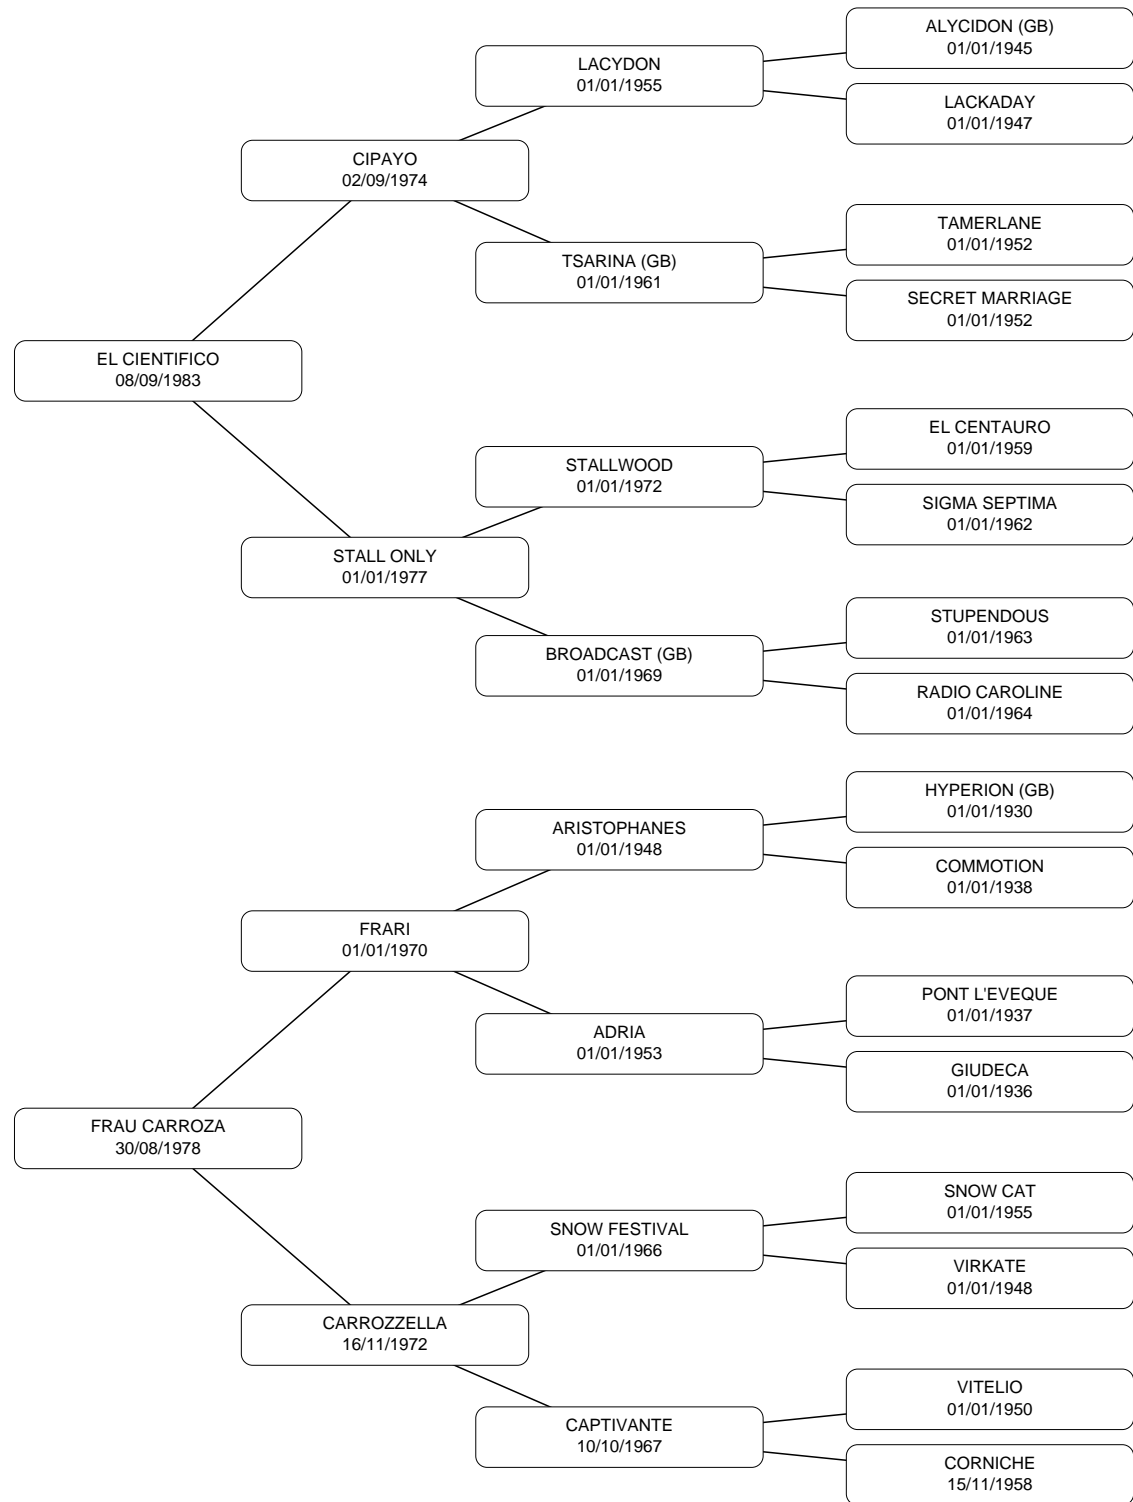 ALYCIDON (GB)
01/01/1945
LACYDON
01/01/1955
LACKADAY
01/01/1947
CIPAYO
02/09/1974
TAMERLANE
01/01/1952
TSARINA (GB)
01/01/1961
SECRET MARRIAGE
01/01/1952
EL CIENTIFICO
08/09/1983
EL CENTAURO
01/01/1959
STALLWOOD
01/01/1972
SIGMA SEPTIMA
01/01/1962
STALL ONLY
01/01/1977
STUPENDOUS
01/01/1963
BROADCAST (GB)
01/01/1969
RADIO CAROLINE
01/01/1964
HYPERION (GB)
01/01/1930
ARISTOPHANES
01/01/1948
COMMOTION
01/01/1938
FRARI
01/01/1970
PONT L'EVEQUE
01/01/1937
ADRIA
01/01/1953
GIUDECA
01/01/1936
FRAU CARROZA
30/08/1978
SNOW CAT
01/01/1955
SNOW FESTIVAL
01/01/1966
VIRKATE
01/01/1948
CARROZZELLA
16/11/1972
VITELIO
01/01/1950
CAPTIVANTE
10/10/1967
CORNICHE
15/11/1958